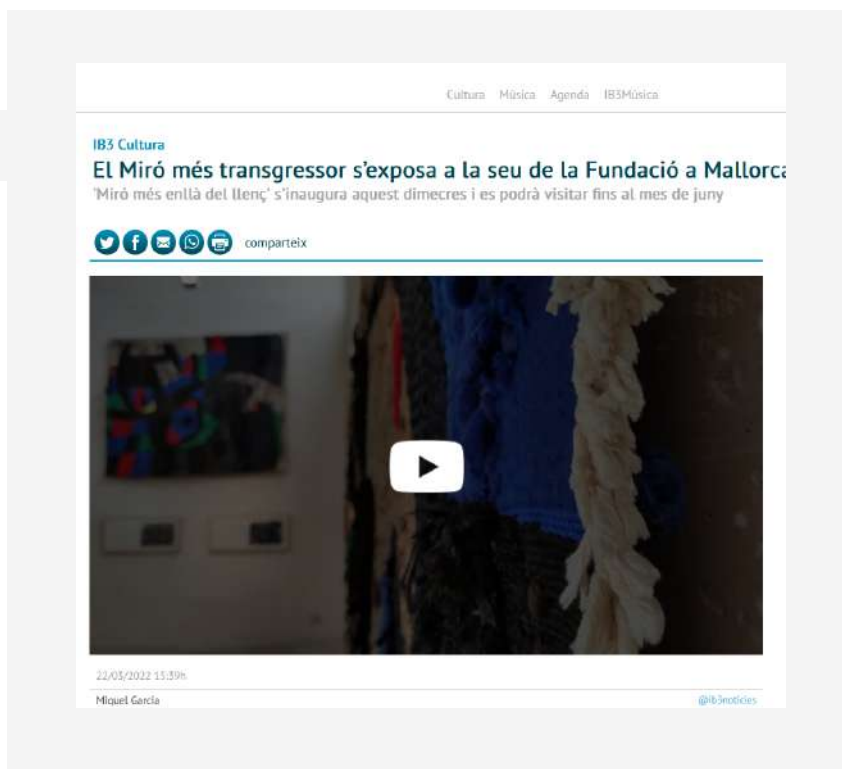 Cultura Música Agenda IB3Música
IB3 Cultura
El Miró més transgressor s’exposa a la seu de la Fundació a Mallorca
'Miró més enllà del llenç' s’inaugura aquest dimecres i es podrà visitar fins al mes de juny
comparteix
22/03/2022 15:39h
Miquel García @ib3noticies